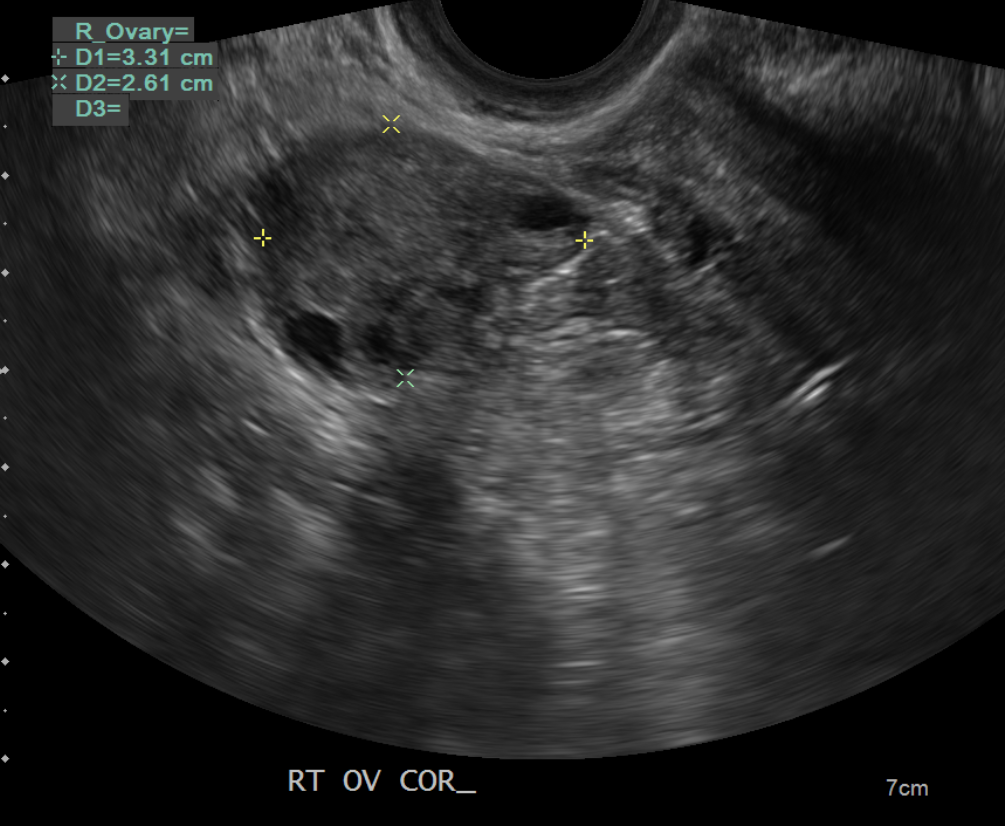 R_Ovary=
D1=3.31 cm
D2=2.61 cm
D3=
RT OV COR_
7cm